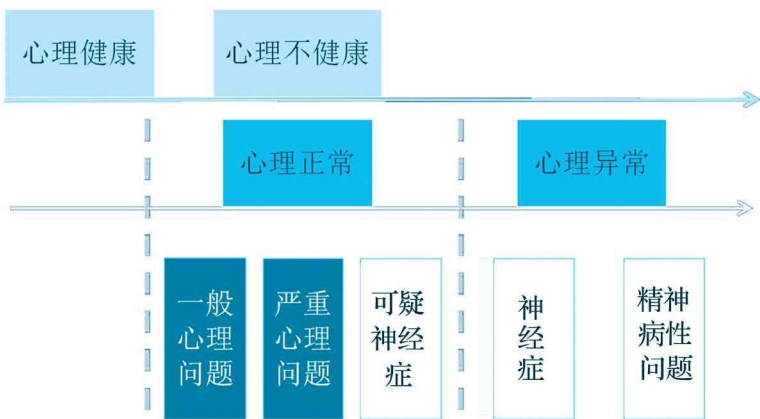 心理健康
心理不健康
心理正常
心理异常
一般
心理
问题
严重
心理
问题
可疑
神经
症
神
经
症
精神
病性
问题